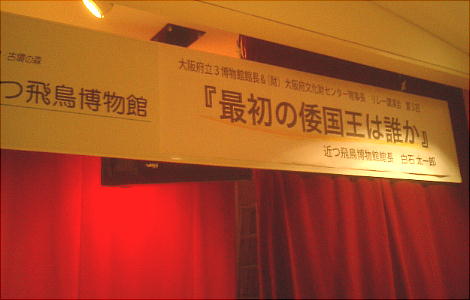 古墳の森
つ飛鳥博物館
大阪府立3博物館館長&(財)大阪府文化財センター理事長 リレー講演会 第3回
『最初の倭国王は誰か』
近つ飛鳥博物館館長 白石太一郎